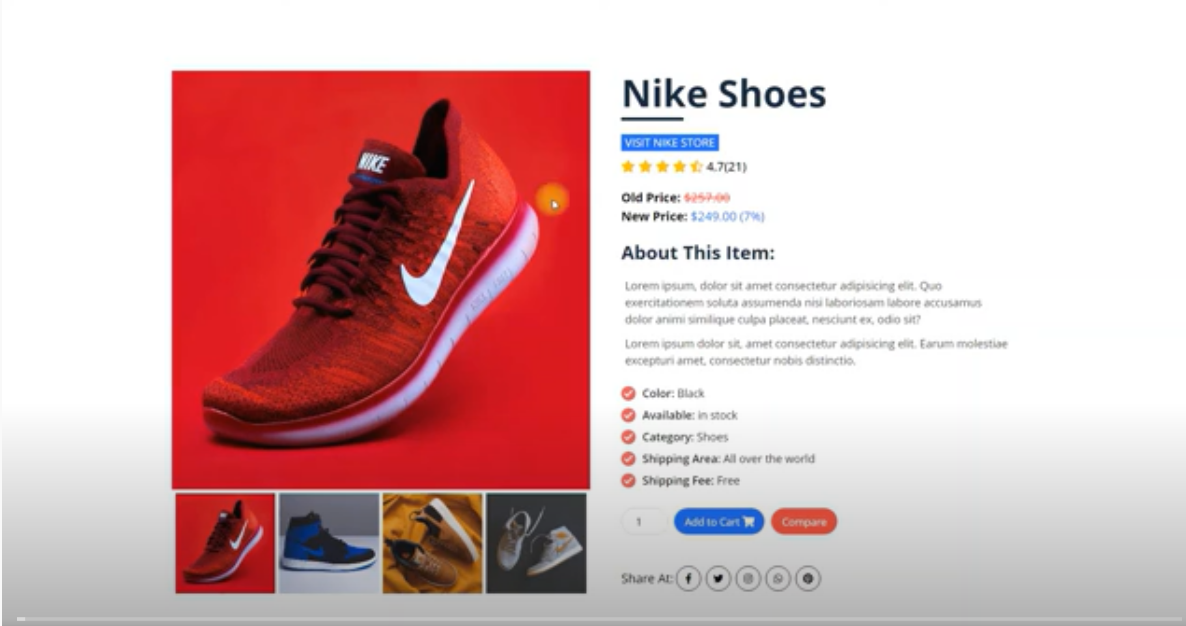 Nike Shoes
VISIT NIKE STORE
4.7(21)
Old Price: $257.00
New Price: $249.00 (7%)
About This Item:
Lorem ipsum, dolor sit amet consectetur adipisicing elit. Quo
exercitationem soluta assumenda nisi laboriosam labore accusamus
dolor animi similique culpa placeat, nesciunt ex, odio sit?
Lorem ipsum dolor sit, amet consectetur adipisicing elit. Earum molestiae
excepturi amet, consectetur nobis distinctio.
Color: Black
Available: in stock
Category: Shoes
Shipping Area: All over the world
Shipping Fee: Free
1
Add to Cart
Compare
Share At:
NIKE